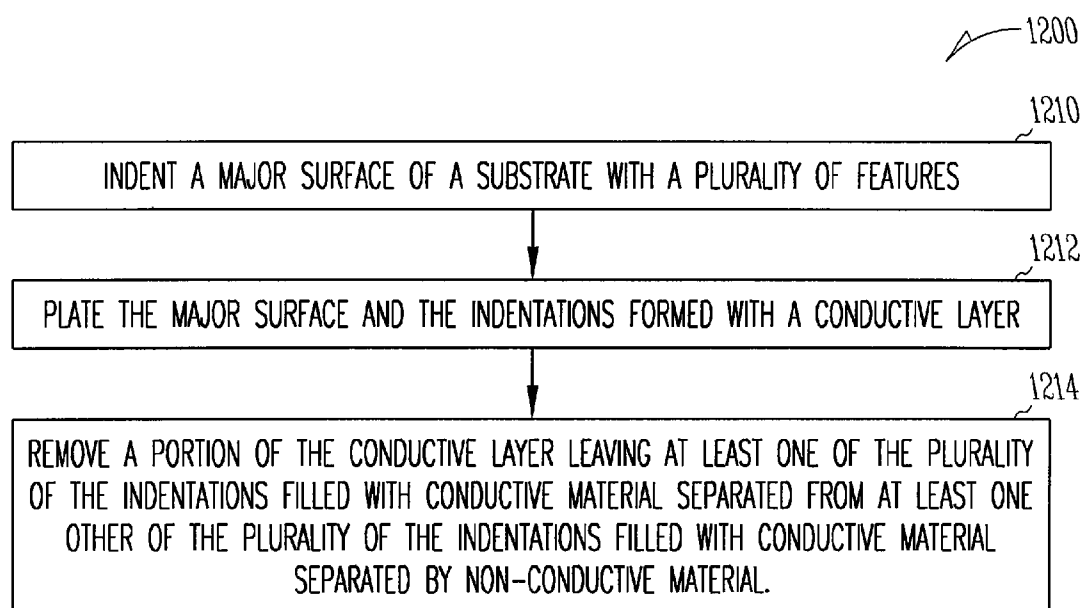 1200
1210
INDENT A MAJOR SURFACE OF A SUBSTRATE WITH A PLURALITY OF FEATURES
1212
PLATE THE MAJOR SURFACE AND THE INDENTATIONS FORMED WITH A CONDUCTIVE LAYER
1214
REMOVE A PORTION OF THE CONDUCTIVE LAYER LEAVING AT LEAST ONE OF THE PLURALITY
OF THE INDENTATIONS FILLED WITH CONDUCTIVE MATERIAL SEPARATED FROM AT LEAST ONE
OTHER OF THE PLURALITY OF THE INDENTATIONS FILLED WITH CONDUCTIVE MATERIAL
SEPARATED BY NON-CONDUCTIVE MATERIAL.